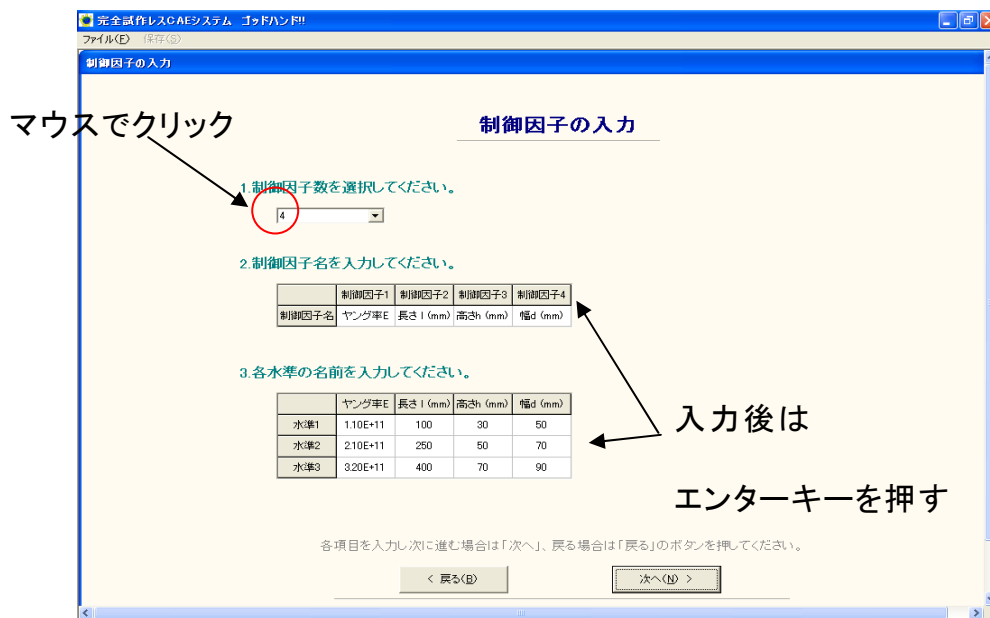 完全試作レスCAEシステム ゴッドハンド!!
ファイル(F) 保存(S)
制御因子の入力
マウスでクリック
制御因子の入力
1.制御因子数を選択してください。
4
2.制御因子名を入力してください。
制御因子1 制御因子2 制御因子3 制御因子4
制御因子名 ヤング率E 長さl(mm) 高さh(mm) 幅d(mm)
3.各水準の名前を入力してください。
ヤング率E 長さl(mm) 高さh(mm) 幅d(mm)
水準1 1.10E+11 100 30 50
水準2 2.10E+11 250 50 70
水準3 3.20E+11 400 70 90
入力後は
エンターキーを押す
各項目を入力し次に進む場合は「次へ」、戻る場合は「戻る」のボタンを押してください。
< 戻る(B)
次へ(N) >